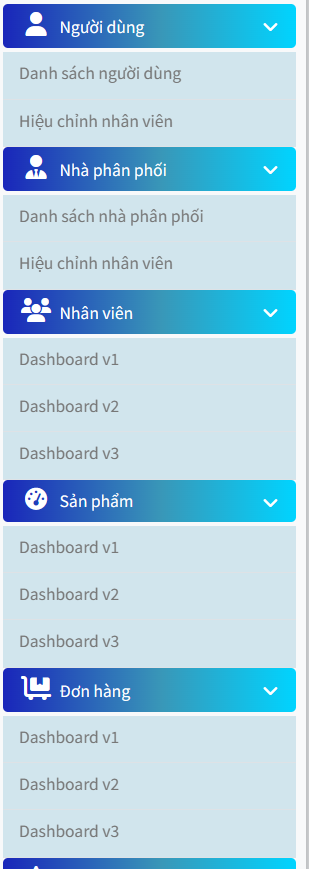 Người dùng
Danh sách người dùng
Hiệu chỉnh nhân viên
Nhà phân phối
Danh sách nhà phân phối
Hiệu chỉnh nhân viên
Nhân viên
Dashboard v1
Dashboard v2
Dashboard v3
Sản phẩm
Dashboard v1
Dashboard v2
Dashboard v3
Đơn hàng
Dashboard v1
Dashboard v2
Dashboard v3